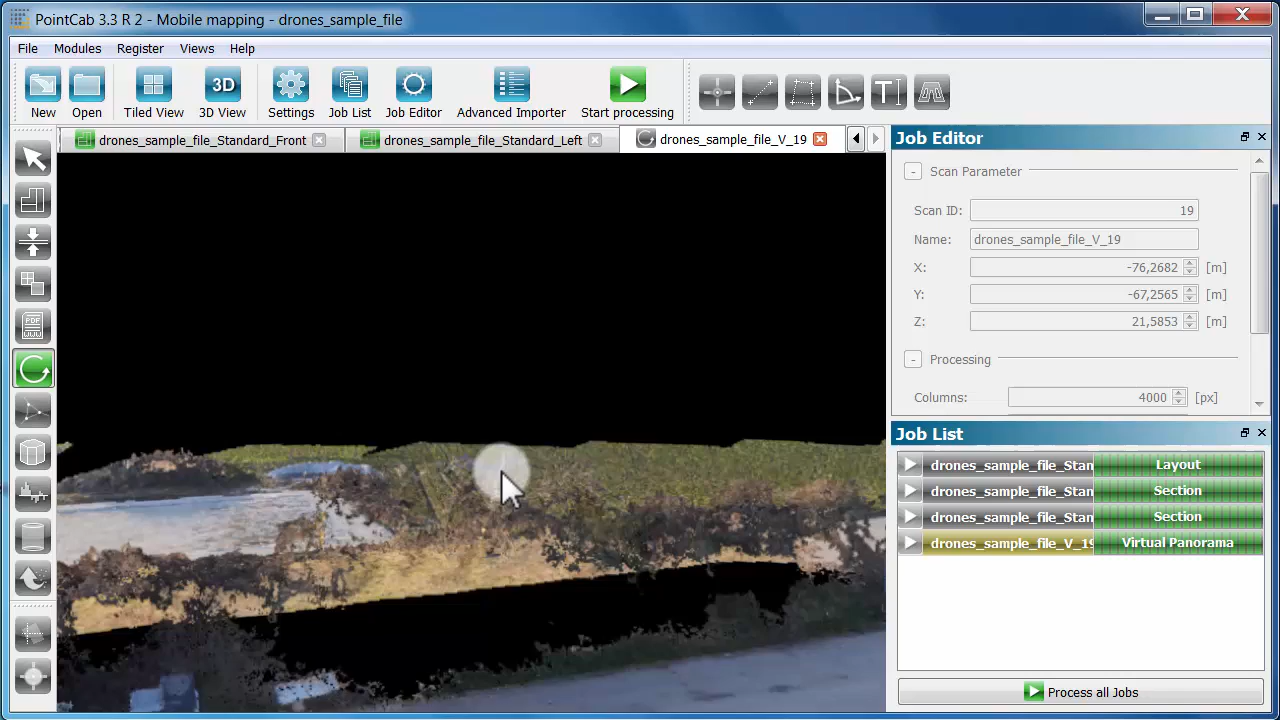 PointCab 3.3 R 2 - Mobile mapping - drones_sample_file
File Modules Register Views Help
3D
T
New Open Tiled View 3D View Settings Job List Job Editor Advanced Importer Start processing
drones_sample_file_Standard_Front drones_sample_file_Standard_Left drones_sample_file_V_19
Job Editor
- Scan Parameter
Scan ID: 19
Name: drones_sample_file_V_19
X: -76,2682 [m]
Y: -67,2565 [m]
Z: 21,5853 [m]
- Processing
Columns: 4000 [px]
PDF
Job List
drones_sample_file_Stan Layout
drones_sample_file_Stan Section
drones_sample_file_Stan Section
drones_sample_file_V_19 Virtual Panorama
Process all Jobs